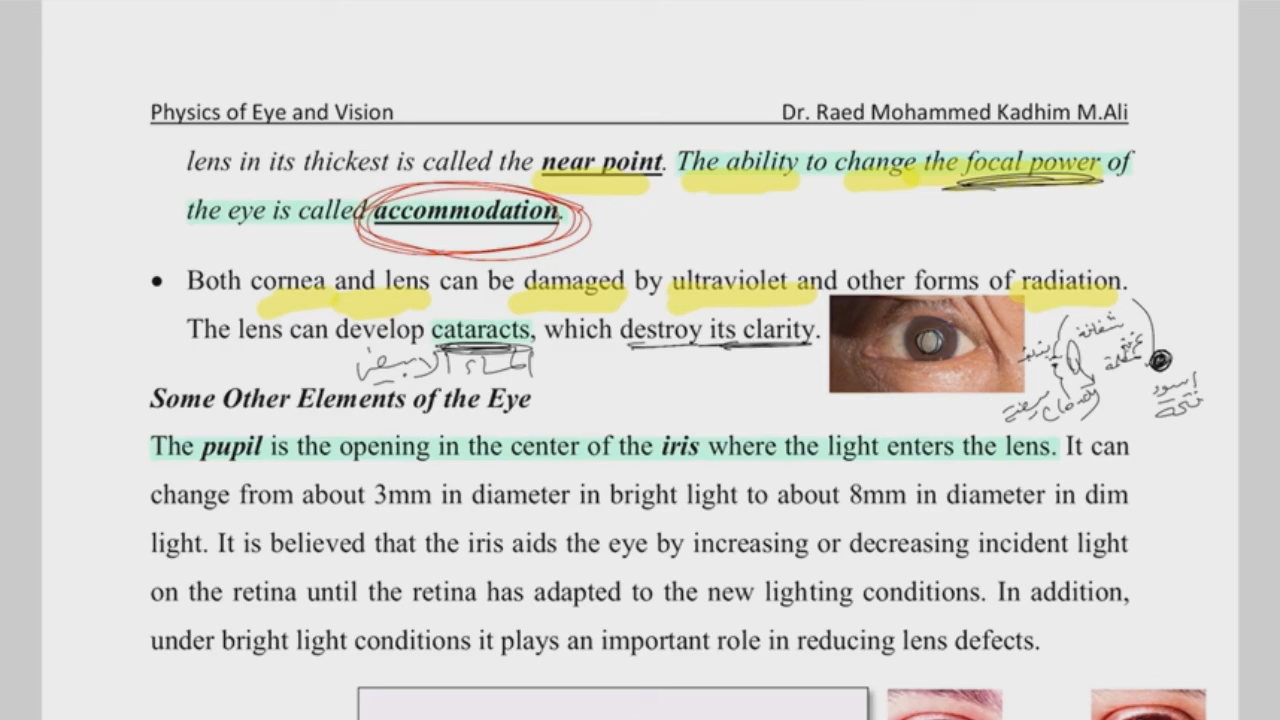 Physics of Eye and Vision Dr. Raed Mohammed Kadhim M.Ali
lens in its thickest is called the near point. The ability to change the focal power of
the eye is called accommodation.
• Both cornea and lens can be damaged by ultraviolet and other forms of radiation.
The lens can develop cataracts, which destroy its clarity.
الماء الابيض
شفافة
اسود
فتحة
Some Other Elements of the Eye
The pupil is the opening in the center of the iris where the light enters the lens. It can
change from about 3mm in diameter in bright light to about 8mm in diameter in dim
light. It is believed that the iris aids the eye by increasing or decreasing incident light
on the retina until the retina has adapted to the new lighting conditions. In addition,
under bright light conditions it plays an important role in reducing lens defects.